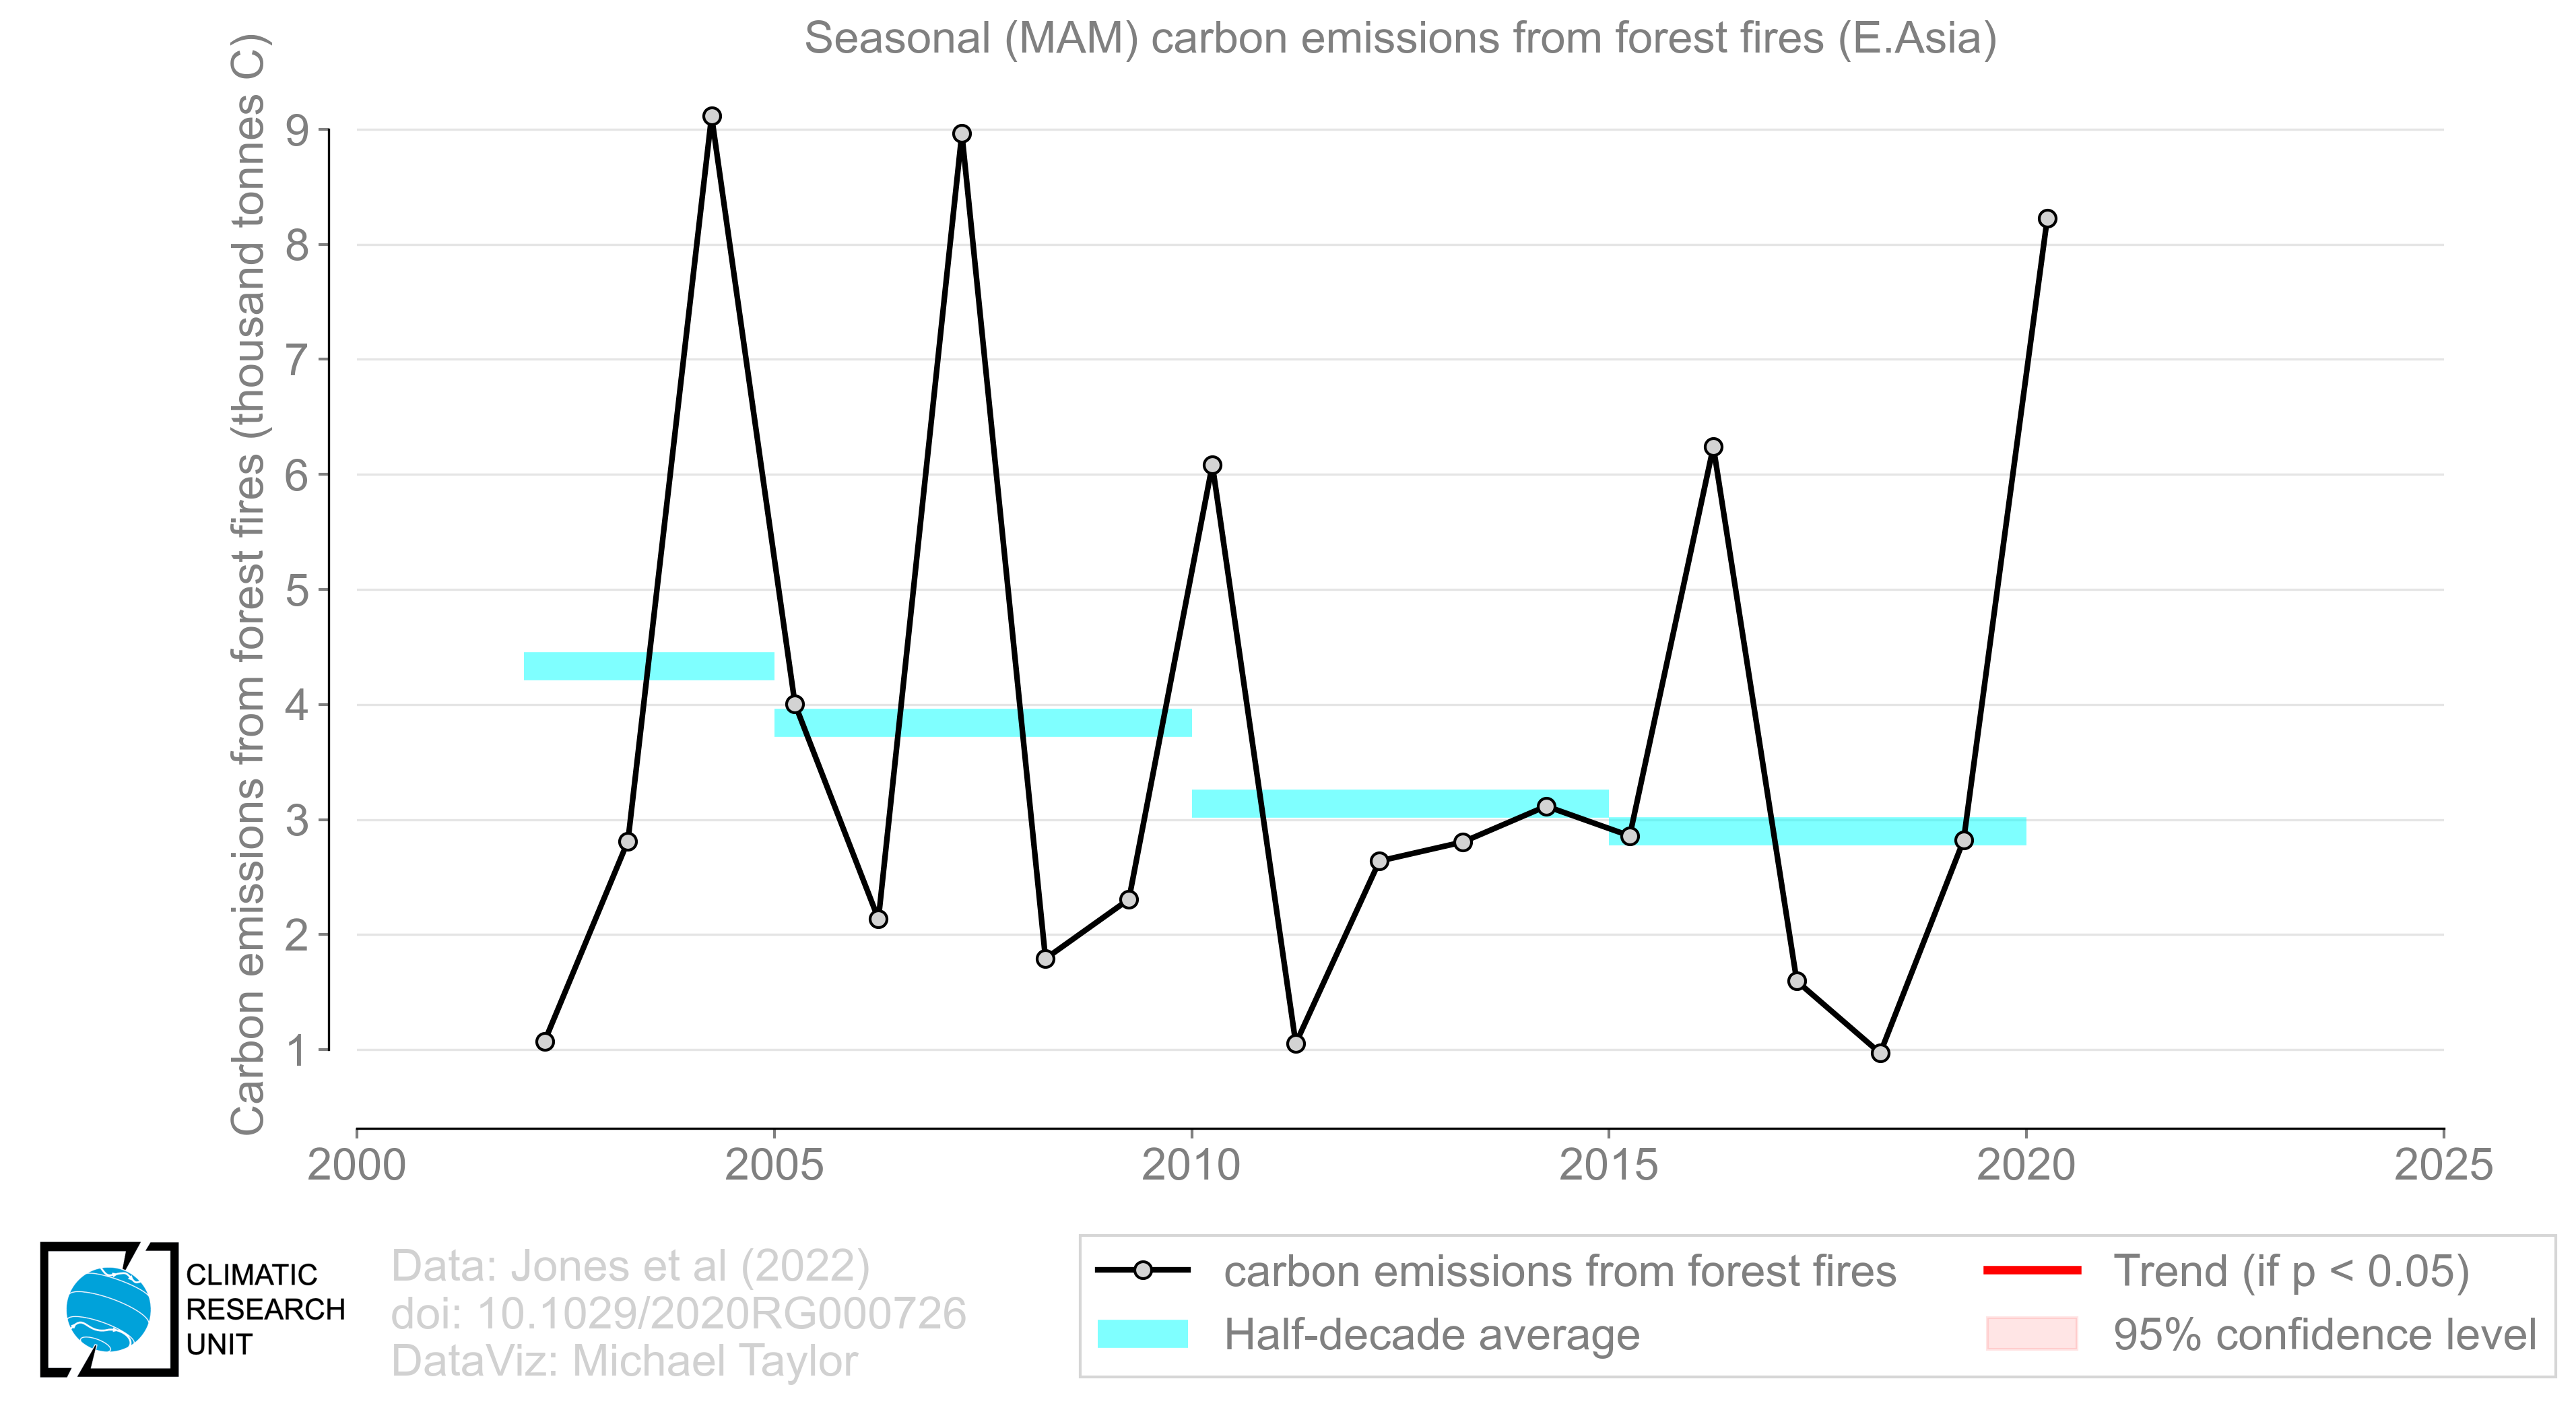 Seasonal (MAM) carbon emissions from forest fires (E.Asia)
Carbon emissions from forest fires (thousand tonnes C)
9
8
7
6
5
4
3
2
1
2000 2005 2010 2015 2020 2025
CLIMATIC
RESEARCH
UNIT
Data: Jones et al (2022)
doi: 10.1029/2020RG000726
DataViz: Michael Taylor
carbon emissions from forest fires
Half-decade average
Trend (if p < 0.05)
95% confidence level